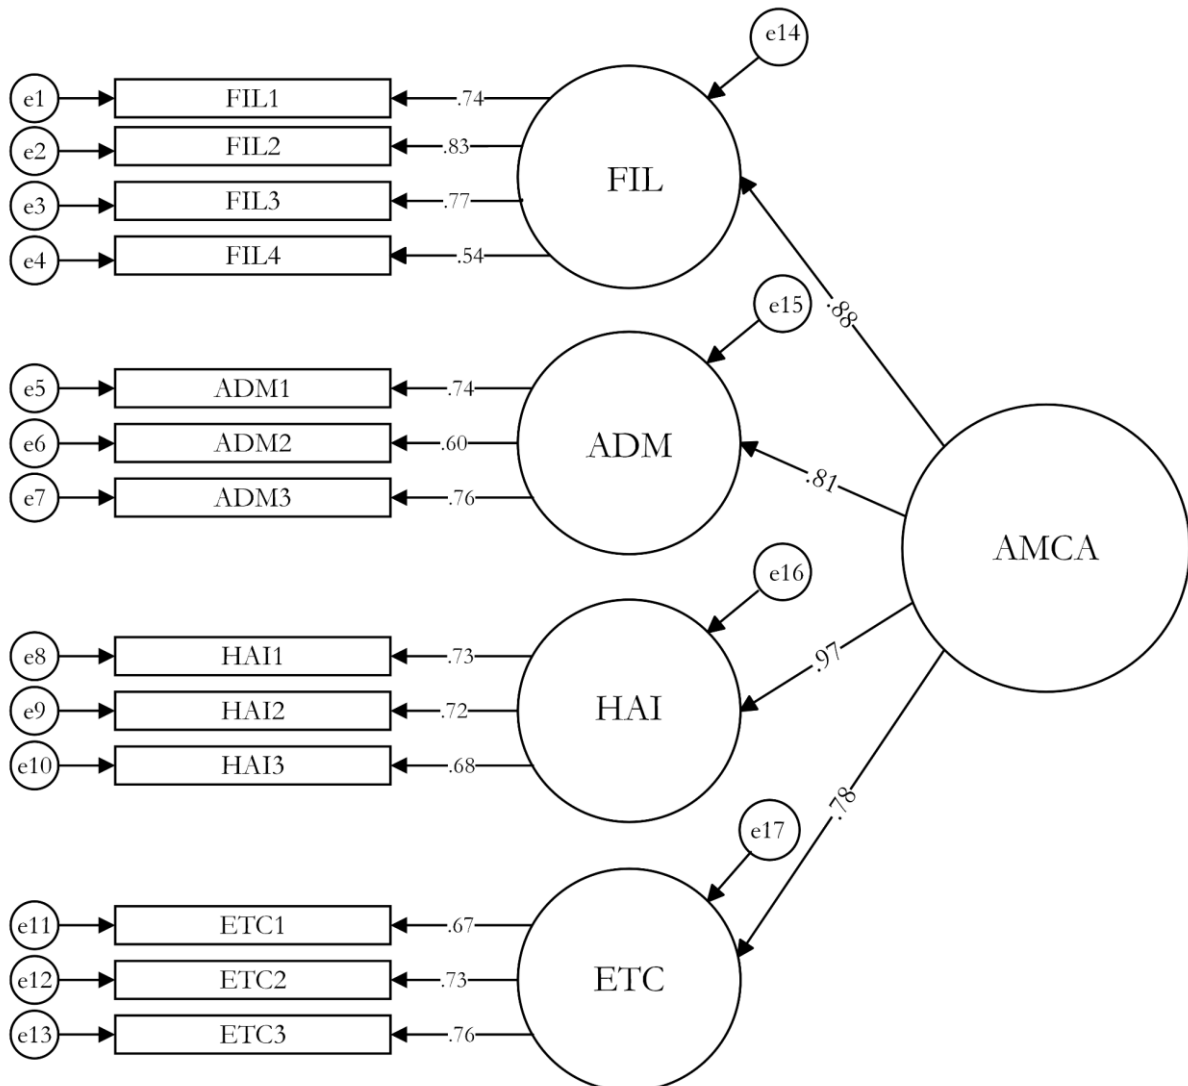 e14
e1 FIL1 .74
e2 FIL2 .83
FIL
e3 FIL3 .77
e4 FIL4 .54
.88
e15
e5 ADM1 .74
e6 ADM2 .60
ADM
.81
e7 ADM3 .76
AMCA
e16
e8 HAI1 .73
.97
e9 HAI2 .72
HAI
e10 HAI3 .68
.78
e17
e11 ETC1 .67
e12 ETC2 .73
ETC
e13 ETC3 .76